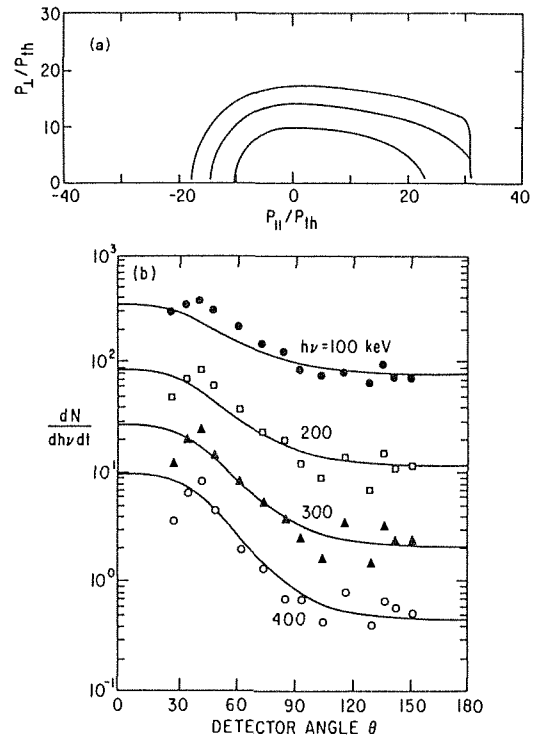 (a)
P⊥/Pth
30
20
10
0
-40 -20 0 20 40
P||/Pth
(b)
dN
dhνdt
10³
10²
10¹
10⁰
10⁻¹
hν=100 keV
200
300
400
0 30 60 90 120 150 180
DETECTOR ANGLE θ